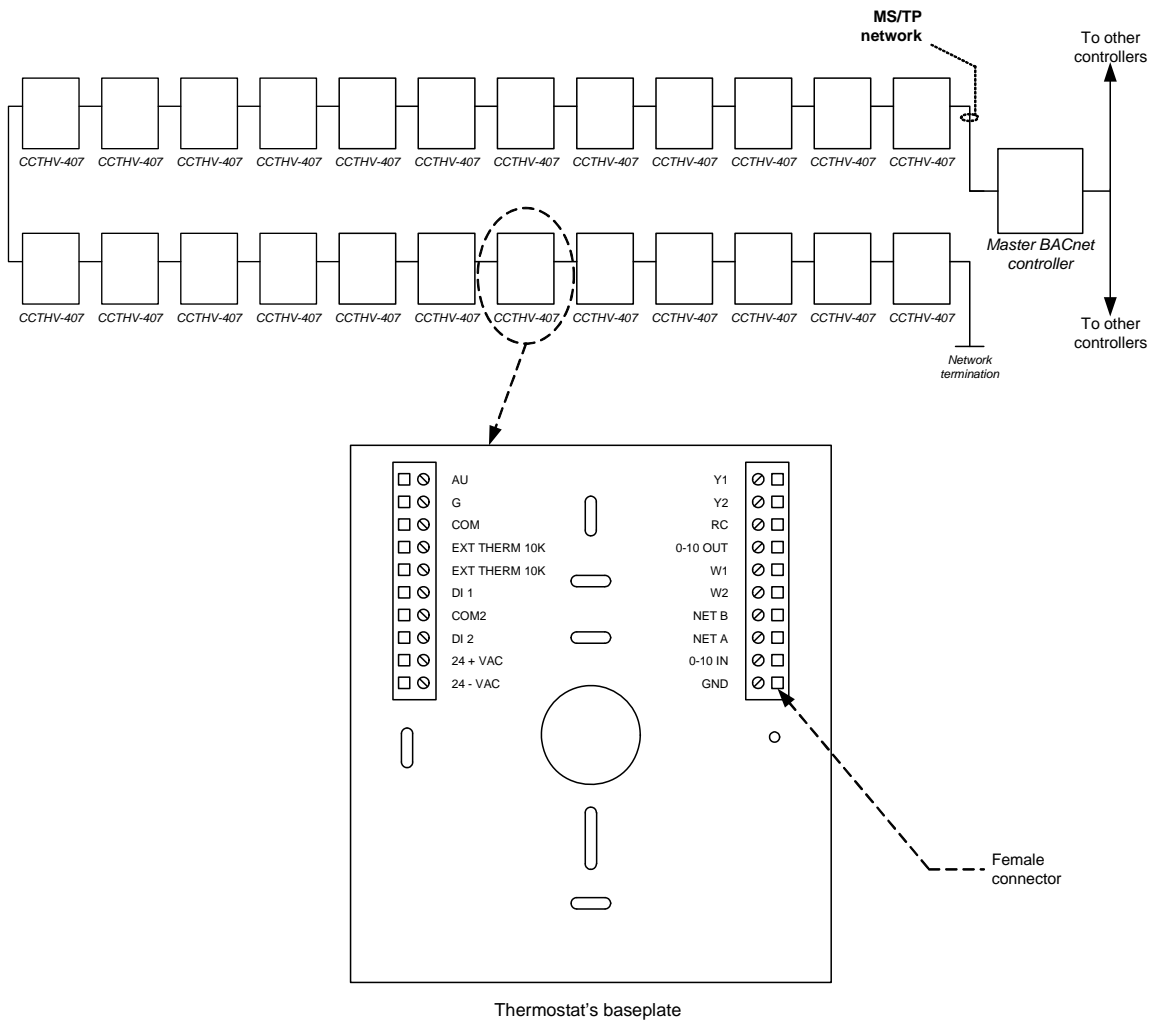 MS/TP
network
To other
controllers
CCTHV-407 CCTHV-407 CCTHV-407 CCTHV-407 CCTHV-407 CCTHV-407 CCTHV-407 CCTHV-407 CCTHV-407 CCTHV-407 CCTHV-407 CCTHV-407
Master BACnet
controller
CCTHV-407 CCTHV-407 CCTHV-407 CCTHV-407 CCTHV-407 CCTHV-407 CCTHV-407 CCTHV-407 CCTHV-407 CCTHV-407 CCTHV-407 CCTHV-407
To other
controllers
Network
termination
AU
G
COM
EXT THERM 10K
EXT THERM 10K
DI 1
COM2
DI 2
24 + VAC
24 - VAC
Y1
Y2
RC
0-10 OUT
W1
W2
NET B
NET A
0-10 IN
GND
Female
connector
Thermostat's baseplate